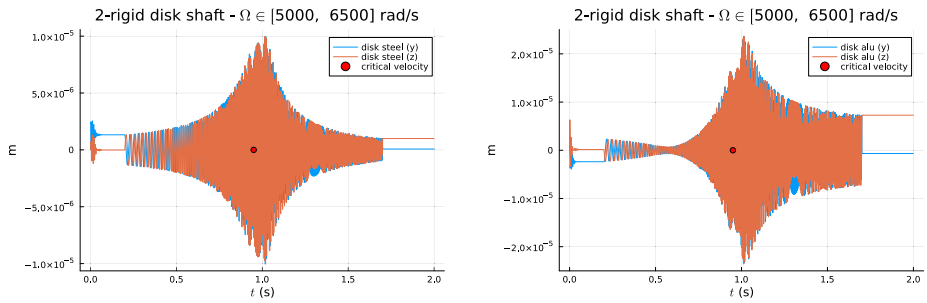 2-rigid disk shaft - Ω ∈ [5000, 6500] rad/s
1.0×10⁻⁵
5.0×10⁻⁶
0
-5.0×10⁻⁶
-1.0×10⁻⁵
m
disk steel (y)
disk steel (z)
critical velocity
0.0 0.5 1.0 1.5 2.0
t (s)
2-rigid disk shaft - Ω ∈ [5000, 6500] rad/s
2.0×10⁻⁵
1.0×10⁻⁵
0
-1.0×10⁻⁵
-2.0×10⁻⁵
m
disk alu (y)
disk alu (z)
critical velocity
0.0 0.5 1.0 1.5 2.0
t (s)